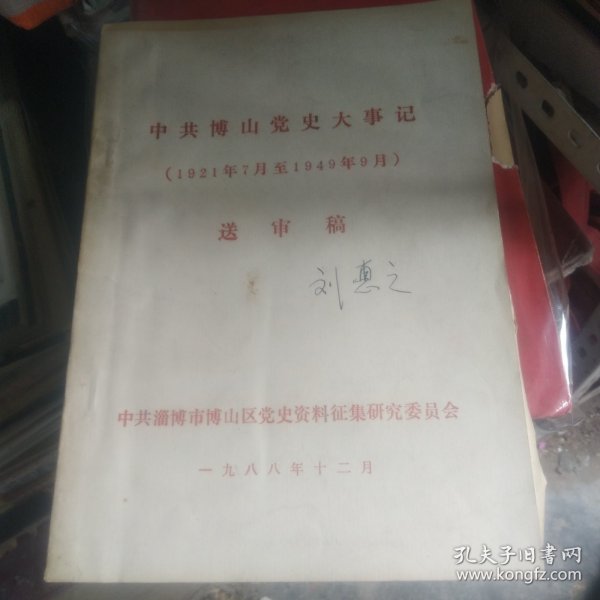 中共博山党史大事记
（1921年7月至1949年9月）
送审稿
刘惠之
中共淄博市博山区党史资料征集研究委员会
一九八八年十二月
孔夫子旧书网
www.kongfz.com